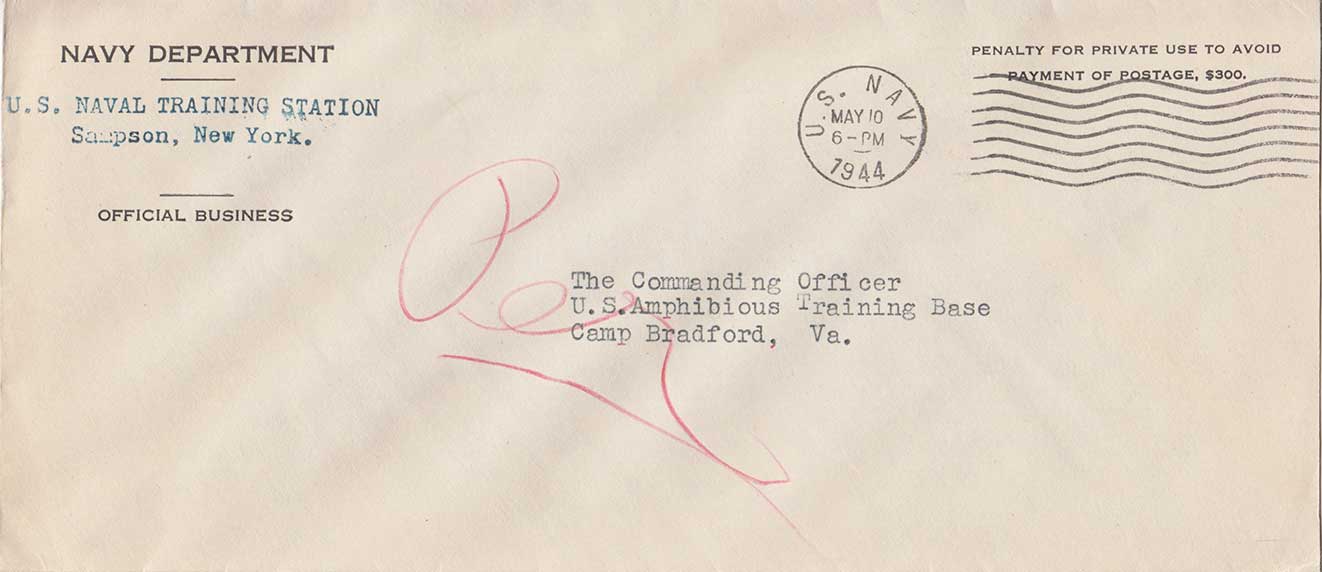 NAVY DEPARTMENT
U.S. NAVAL TRAINING STATION
Sampson, New York.
OFFICIAL BUSINESS
U.S. NAVY
MAY 10
6-PM
1944
PENALTY FOR PRIVATE USE TO AVOID
PAYMENT OF POSTAGE, $300.
The Commanding Officer
U.S.Amphibious Training Base
Camp Bradford, Va.